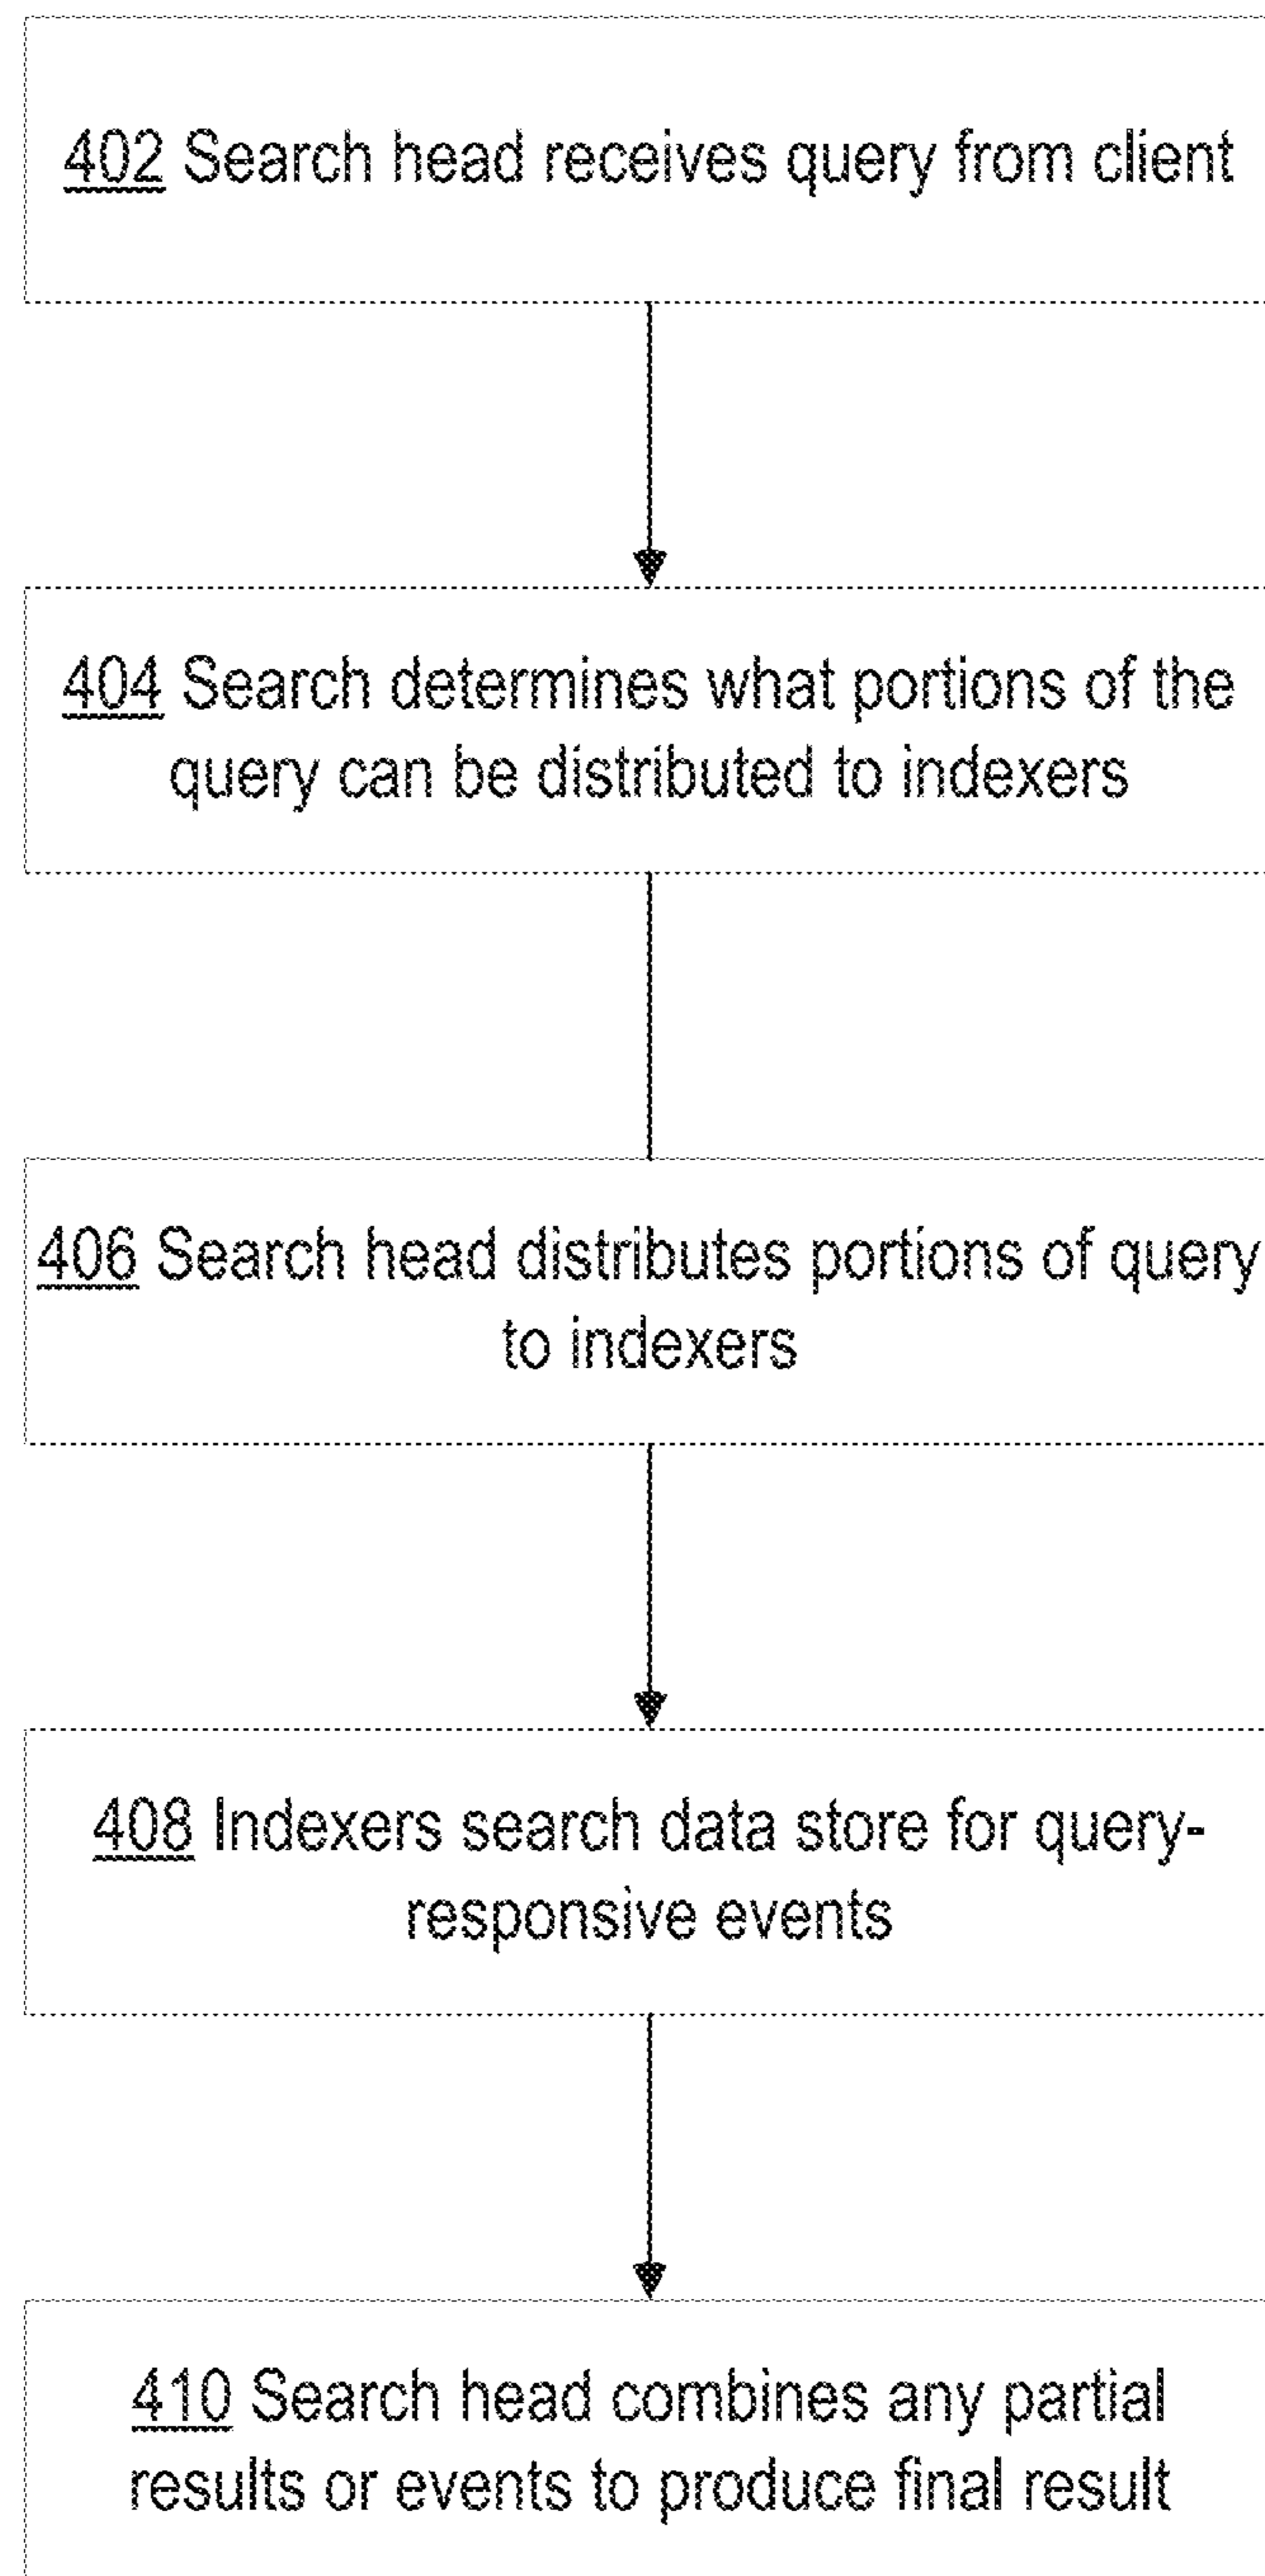 402 Search head receives query from client
404 Search determines what portions of the
query can be distributed to indexers
406 Search head distributes portions of query
to indexers
408 Indexers search data store for query-
responsive events
410 Search head combines any partial
results or events to produce final result